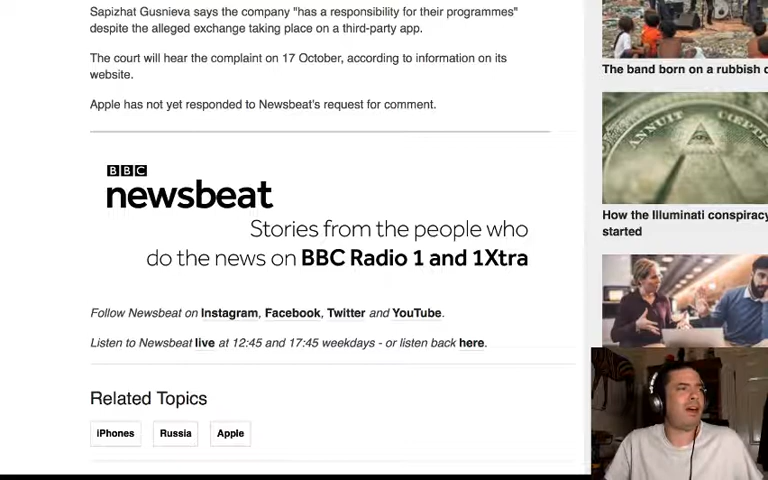 Sapizhat Gusnieva says the company "has a responsibility for their programmes"
despite the alleged exchange taking place on a third-party app.
The court will hear the complaint on 17 October, according to information on its
website.
Apple has not yet responded to Newsbeat's request for comment.
BBC
newsbeat
Stories from the people who
do the news on BBC Radio 1 and 1Xtra
Follow Newsbeat on Instagram, Facebook, Twitter and YouTube.
Listen to Newsbeat live at 12:45 and 17:45 weekdays - or listen back here.
Related Topics
iPhones
Russia
Apple
The band born on a rubbish
ANNUIT CŒPTIS
How the Illuminati conspiracy
started